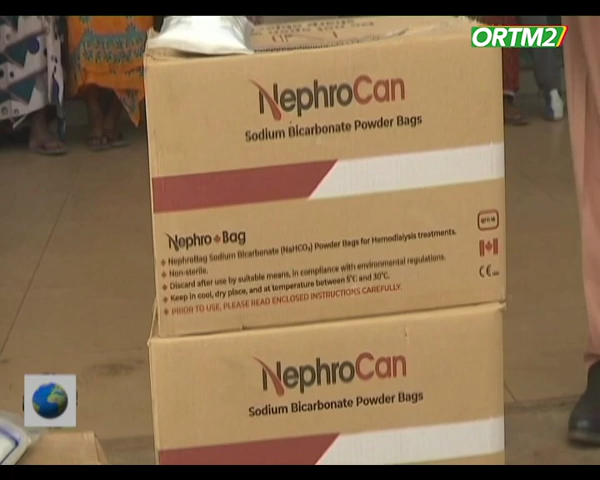 ORTM2
NephroCan
Sodium Bicarbonate Powder Bags
Nephro Bag
NephroBag Sodium Bicarbonate (NaHCO₃) Powder Bags for Hemodialysis treatments.
Non-sterile.
Discard after use by suitable means, in compliance with environmental regulations.
Keep in cool, dry place, and at temperature between 5°C and 30°C.
PRIOR TO USE, PLEASE READ ENCLOSED INSTRUCTIONS CAREFULLY.
CE
NephroCan
Sodium Bicarbonate Powder Bags